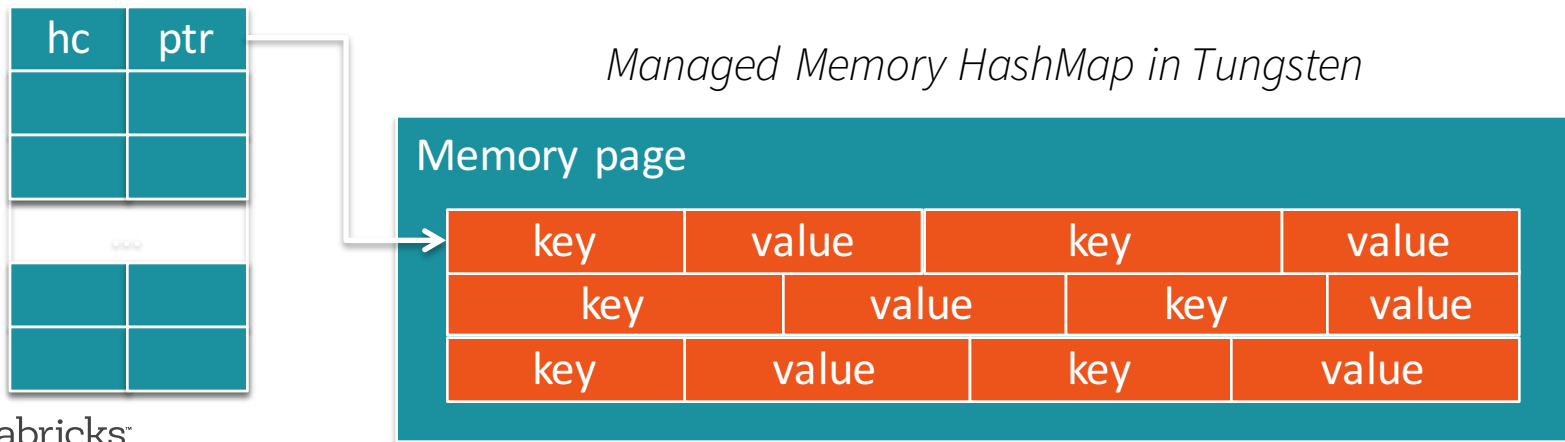 hc ptr
Managed Memory HashMap in Tungsten
Memory page
...
key value key value
key value key value
key value key value
abricks™